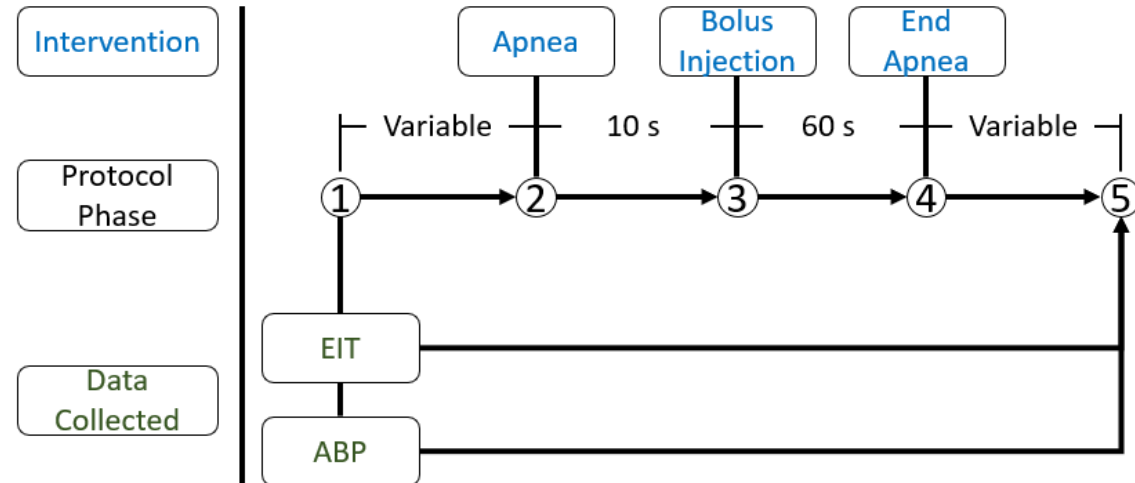 Intervention
Apnea
Bolus
Injection
End
Apnea
Variable
10 s
60 s
Variable
Protocol
Phase
1
2
3
4
5
EIT
Data
Collected
ABP